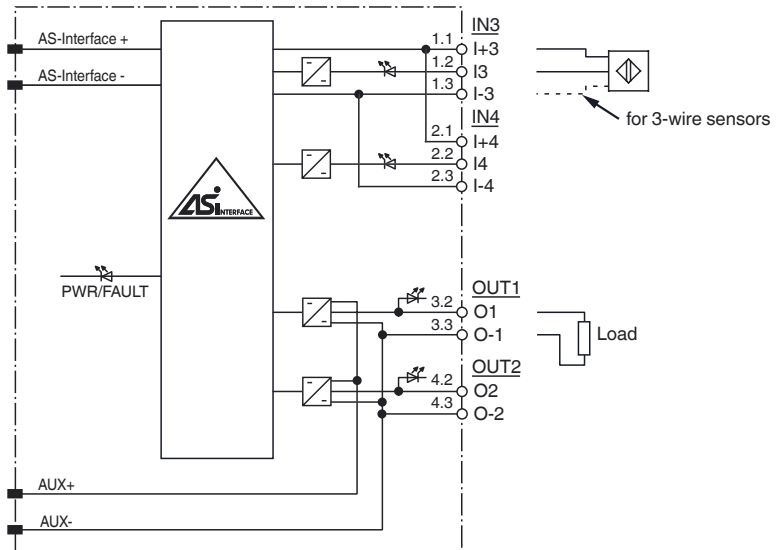 IN3
AS-Interface +
1.1
I+3
AS-Interface -
1.2
I3
1.3
I-3
for 3-wire sensors
IN4
2.1
I+4
2.2
I4
2.3
I-4
ASi
INTERFACE
PWR/FAULT
OUT1
3.2
O1
3.3
O-1
Load
OUT2
4.2
O2
4.3
O-2
AUX+
AUX-